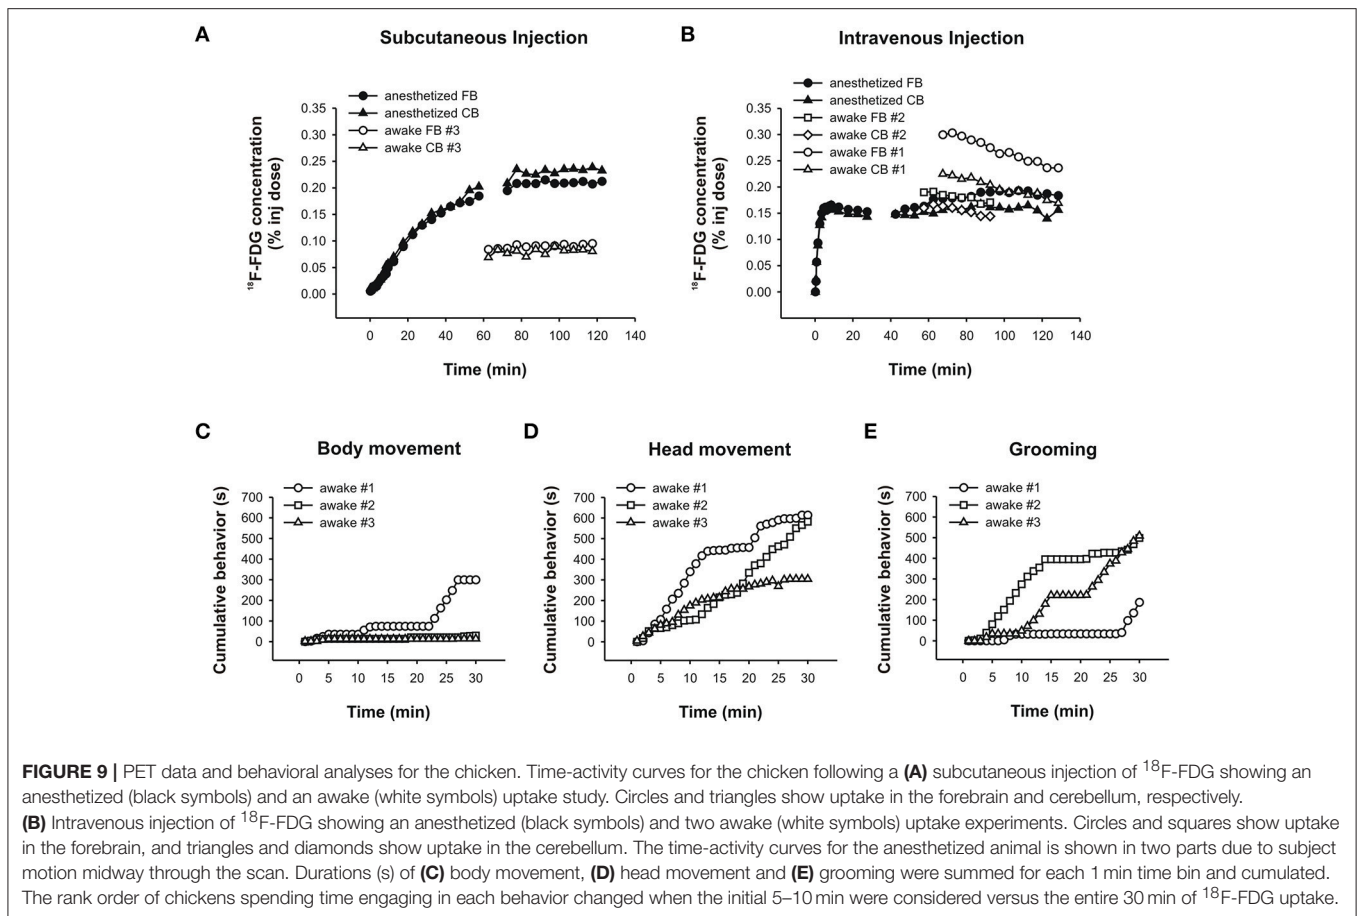 A
Subcutaneous Injection
anesthetized FB
anesthetized CB
awake FB #3
awake CB #3
¹⁸F-FDG concentration
(% inj dose)
0.35
0.30
0.25
0.20
0.15
0.10
0.05
0.00
0 20 40 60 80 100 120 140
Time (min)
B
Intravenous Injection
anesthetized FB
anesthetized CB
awake FB #2
awake CB #2
awake FB #1
awake CB #1
¹⁸F-FDG concentration
(% inj dose)
0.35
0.30
0.25
0.20
0.15
0.10
0.05
0.00
0 20 40 60 80 100 120 140
Time (min)
C
Body movement
awake #1
awake #2
awake #3
Cumulative behavior (s)
700
600
500
400
300
200
100
0
0 5 10 15 20 25 30
Time (min)
D
Head movement
awake #1
awake #2
awake #3
Cumulative behavior (s)
700
600
500
400
300
200
100
0
0 5 10 15 20 25 30
Time (min)
E
Grooming
awake #1
awake #2
awake #3
Cumulative behavior (s)
700
600
500
400
300
200
100
0
0 5 10 15 20 25 30
Time (min)
FIGURE 9 | PET data and behavioral analyses for the chicken. Time-activity curves for the chicken following a (A) subcutaneous injection of ¹⁸F-FDG showing an
anesthetized (black symbols) and an awake (white symbols) uptake study. Circles and triangles show uptake in the forebrain and cerebellum, respectively.
(B) Intravenous injection of ¹⁸F-FDG showing an anesthetized (black symbols) and two awake (white symbols) uptake experiments. Circles and squares show uptake
in the forebrain, and triangles and diamonds show uptake in the cerebellum. The time-activity curves for the anesthetized animal is shown in two parts due to subject
motion midway through the scan. Durations (s) of (C) body movement, (D) head movement and (E) grooming were summed for each 1 min time bin and cumulated.
The rank order of chickens spending time engaging in each behavior changed when the initial 5–10 min were considered versus the entire 30 min of ¹⁸F-FDG uptake.